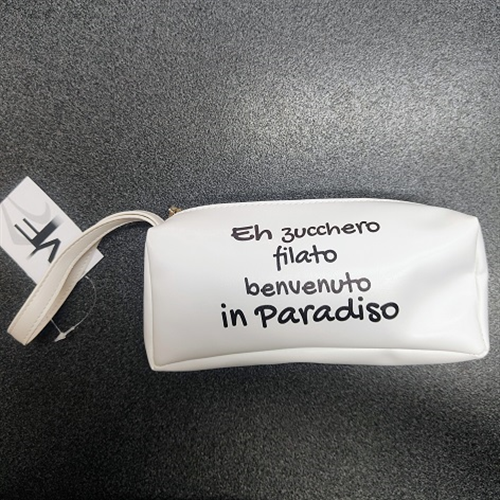 Eh zucchero
filato
benvenuto
in Paradiso